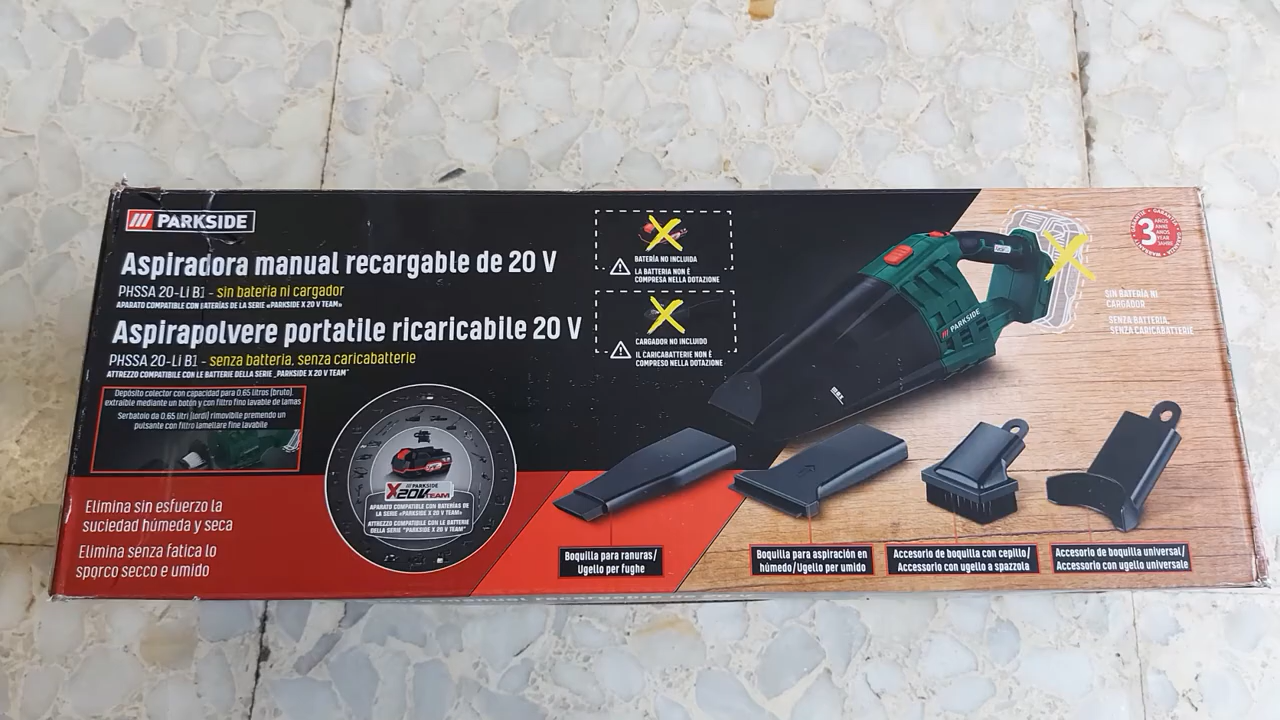 PARKSIDE
Aspiradora manual recargable de 20 V
PHSSA 20-Li B1 - sin batería ni cargador
APARATO COMPATIBLE CON BATERÍAS DE LA SERIE «PARKSIDE X 20 V TEAM»
Aspirapolvere portatile ricaricabile 20 V
PHSSA 20-Li B1 - senza batteria, senza caricabatterie
ATTREZZO COMPATIBILE CON LE BATTERIE DELLA SERIE „PARKSIDE X 20 V TEAM"
Depósito colector con capacidad para 0,65 litros (bruto),
extraíble mediante un botón y con filtro fino lavable de lamas
Serbatoio da 0,65 litri (lordi) rimovibile premendo un
pulsante con filtro lamellare fine lavabile
Elimina sin esfuerzo la
suciedad húmeda y seca
Elimina senza fatica lo
sporco secco e umido
PARKSIDE
X20V TEAM
APARATO COMPATIBLE CON BATERÍAS DE
LA SERIE «PARKSIDE X 20 V TEAM»
ATTREZZO COMPATIBILE CON LE BATTERIE
DELLA SERIE "PARKSIDE X 20 V TEAM"
BATERÍA NO INCLUIDA
LA BATTERIA NON È
COMPRESA NELLA DOTAZIONE
CARGADOR NO INCLUIDO
IL CARICABATTERIE NON È
COMPRESO NELLA DOTAZIONE
PARKSIDE
3
AÑOS
ANNI
ANOS
YEAR
JAHRE
SIN BATERÍA NI
CARGADOR
SENZA BATTERIA,
SENZA CARICABATTERIE
Boquilla para ranuras/
Ugello per fughe
Boquilla para aspiración en
húmedo/Ugello per umido
Accesorio de boquilla con cepillo/
Accessorio con ugello a spazzola
Accesorio de boquilla universal/
Accessorio con ugello universale